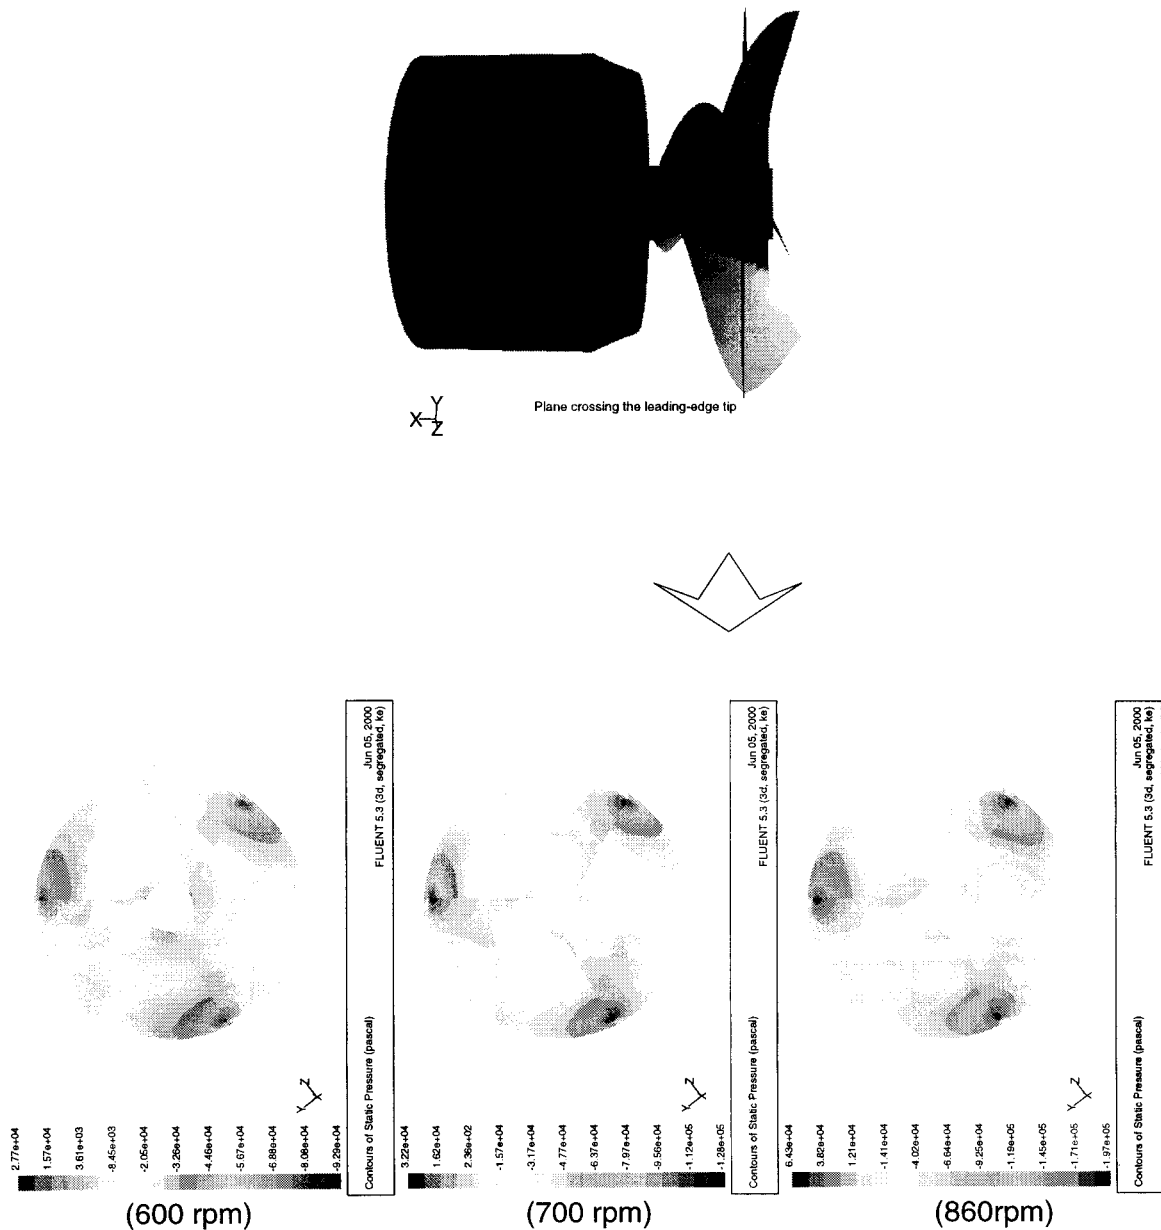 Y
X
Z
Plane crossing the leading-edge tip
2.77e+04
1.57e+04
3.61e+03
-8.45e+03
-2.05e+04
-3.26e+04
-4.46e+04
-5.67e+04
-6.88e+04
-8.08e+04
-9.29e+04
Y
Z
X
Contours of Static Pressure (pascal)
Jun 05, 2000
FLUENT 5.3 (3d, segregated, ke)
(600 rpm)
3.22e+04
1.62e+04
2.36e+02
-1.57e+04
-3.17e+04
-4.77e+04
-6.37e+04
-7.97e+04
-9.56e+04
-1.12e+05
-1.28e+05
Y
Z
X
Contours of Static Pressure (pascal)
Jun 05, 2000
FLUENT 5.3 (3d, segregated, ke)
(700 rpm)
6.43e+04
3.82e+04
1.21e+04
-1.41e+04
-4.02e+04
-6.64e+04
-9.25e+04
-1.19e+05
-1.45e+05
-1.71e+05
-1.97e+05
Y
Z
X
Contours of Static Pressure (pascal)
Jun 05, 2000
FLUENT 5.3 (3d, segregated, ke)
(860rpm)